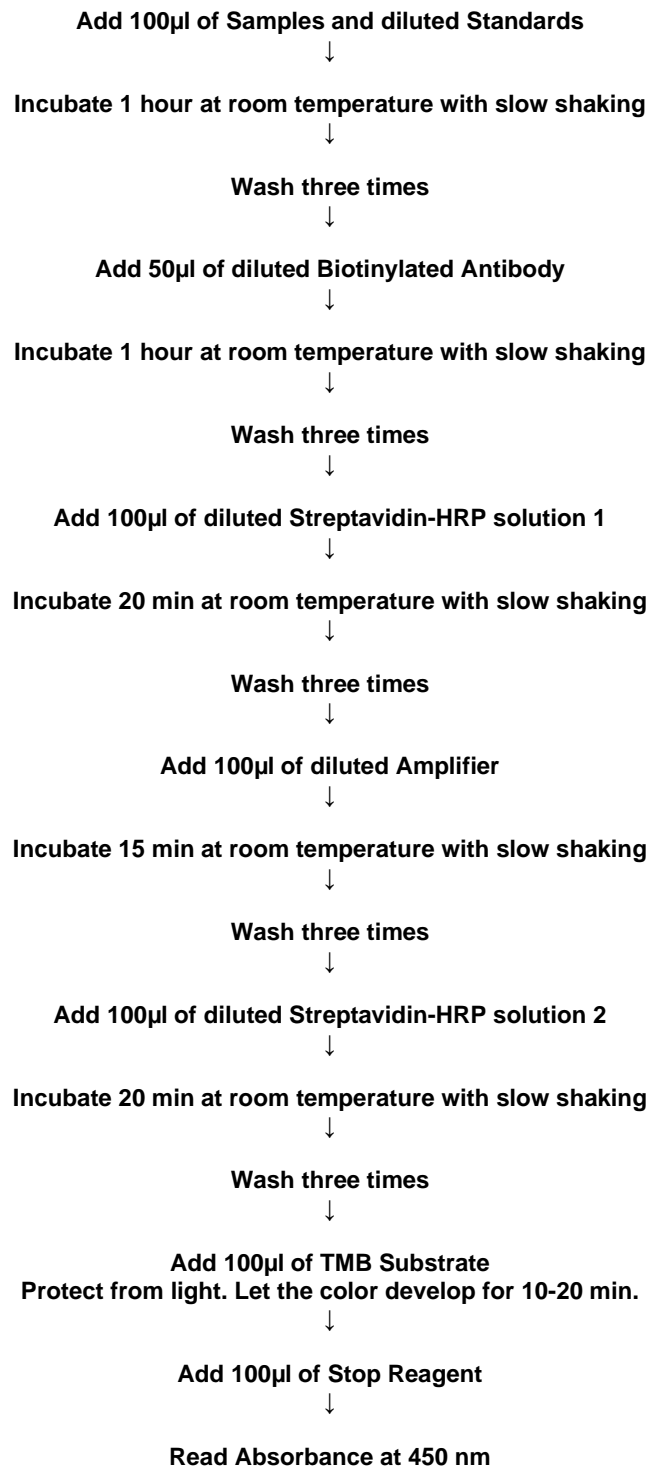 Add 100µl of Samples and diluted Standards
↓
Incubate 1 hour at room temperature with slow shaking
↓
Wash three times
↓
Add 50µl of diluted Biotinylated Antibody
↓
Incubate 1 hour at room temperature with slow shaking
↓
Wash three times
↓
Add 100µl of diluted Streptavidin-HRP solution 1
↓
Incubate 20 min at room temperature with slow shaking
↓
Wash three times
↓
Add 100µl of diluted Amplifier
↓
Incubate 15 min at room temperature with slow shaking
↓
Wash three times
↓
Add 100µl of diluted Streptavidin-HRP solution 2
↓
Incubate 20 min at room temperature with slow shaking
↓
Wash three times
↓
Add 100µl of TMB Substrate
Protect from light. Let the color develop for 10-20 min.
↓
Add 100µl of Stop Reagent
↓
Read Absorbance at 450 nm